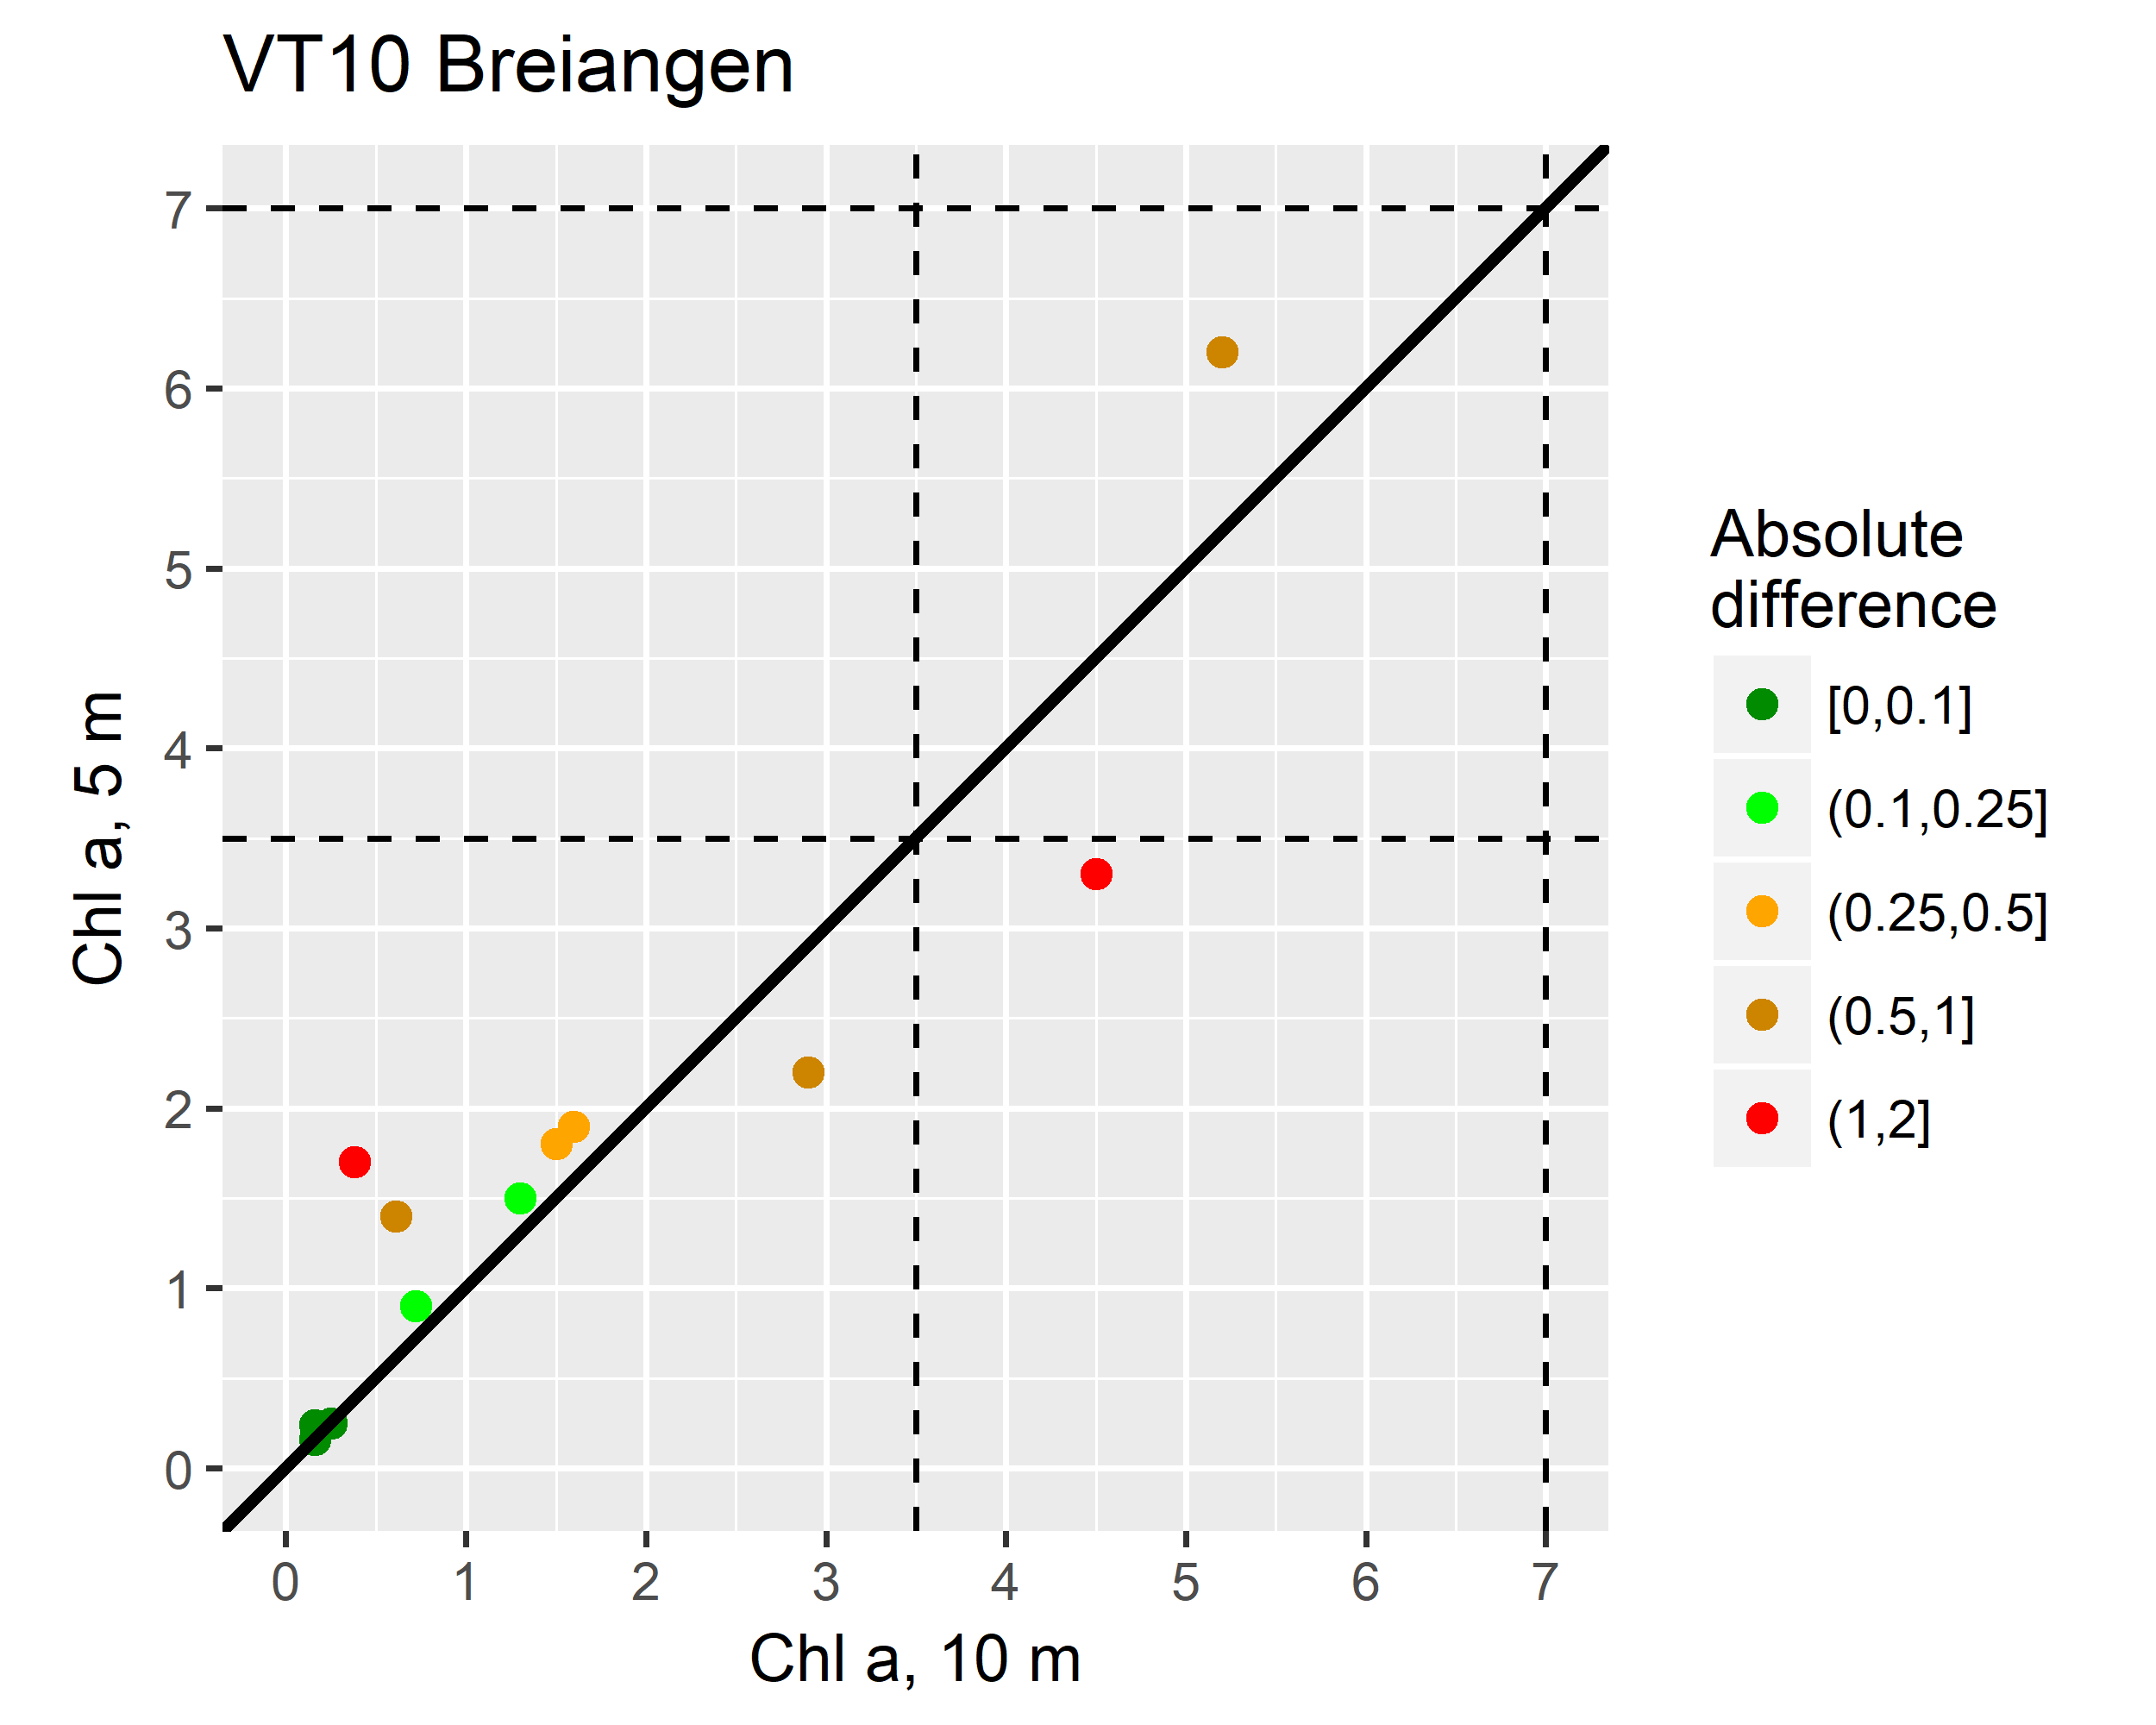 VT10 Breiangen
7
6
5
4
3
2
1
0
Chl a, 5 m
0 1 2 3 4 5 6 7
Chl a, 10 m
Absolute
difference
[0,0.1]
(0.1,0.25]
(0.25,0.5]
(0.5,1]
(1,2]